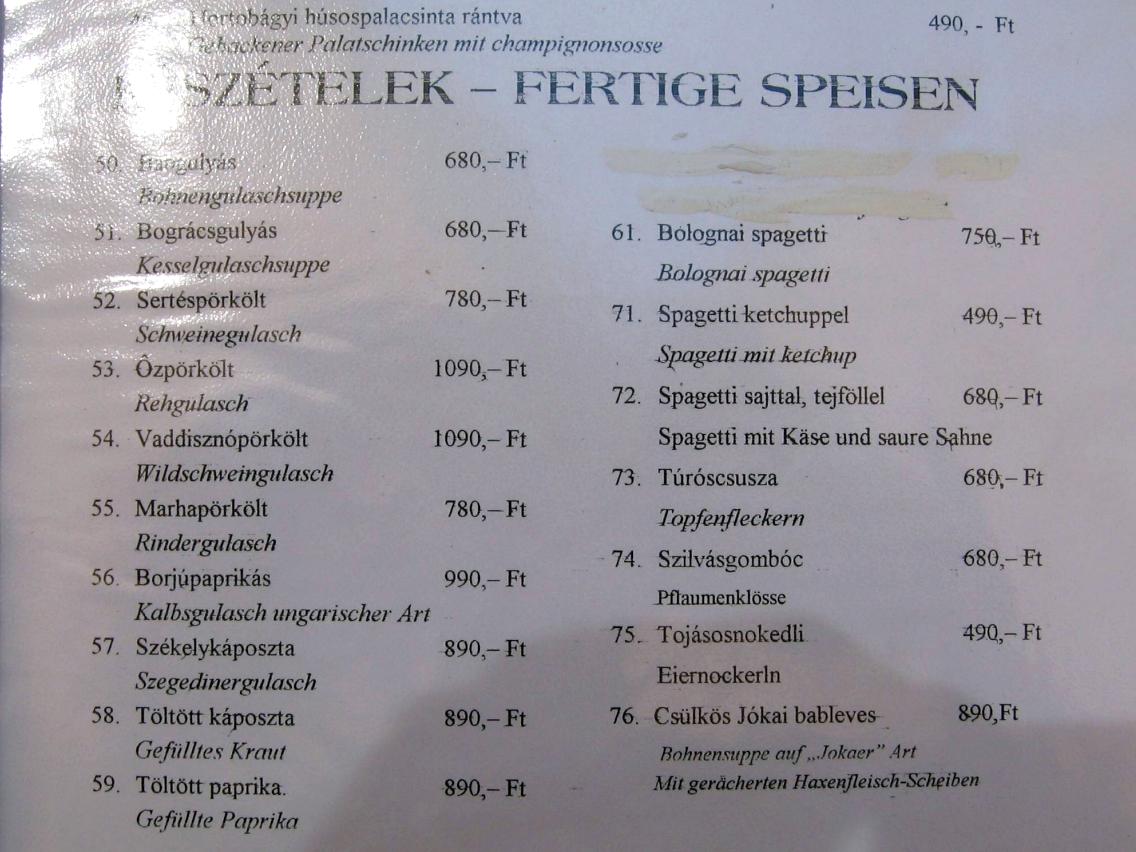 Hortobágyi húsospalacsinta rántva 490,- Ft
Gebackener Palatschinken mit champignonsosse
KÉSZÉTELEK – FERTIGE SPEISEN
50. Babgulyás 680,– Ft
Bohnengulaschsuppe
51. Bográcsgulyás 680,– Ft
Kesselgulaschsuppe
52. Sertéspörkölt 780,– Ft
Schweinegulasch
53. Őzpörkölt 1090,– Ft
Rehgulasch
54. Vaddisznópörkölt 1090,– Ft
Wildschweingulasch
55. Marhapörkölt 780,– Ft
Rindergulasch
56. Borjúpaprikás 990,– Ft
Kalbsgulasch ungarischer Art
57. Székelykáposzta 890,– Ft
Szegedinergulasch
58. Töltött káposzta 890,– Ft
Gefülltes Kraut
59. Töltött paprika. 890,– Ft
Gefüllte Paprika
61. Bolognai spagetti 750,– Ft
Bolognai spagetti
71. Spagetti ketchuppel 490,– Ft
Spagetti mit ketchup
72. Spagetti sajttal, tejföllel 680,– Ft
Spagetti mit Käse und saure Sahne
73. Túróscsusza 680,– Ft
Topfenfleckern
74. Szilvásgombóc 680,– Ft
Pflaumenklösse
75. Tojásosnokedli 490,– Ft
Eiernockerln
76. Csülkös Jókai bableves 890,Ft
Bohnensuppe auf „Jokaer” Art
Mit gerächerten Haxenfleisch-Scheiben